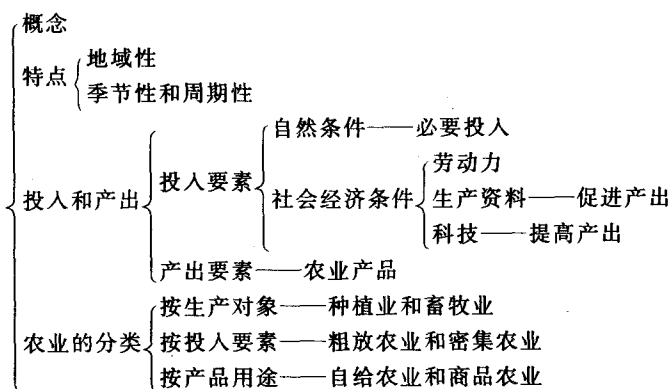 概念
特点
地域性
季节性和周期性
投入和产出
投入要素
自然条件——必要投入
社会经济条件
劳动力
生产资料——促进产出
科技——提高产出
产出要素——农业产品
农业的分类
按生产对象——种植业和畜牧业
按投入要素——粗放农业和密集农业
按产品用途——自给农业和商品农业